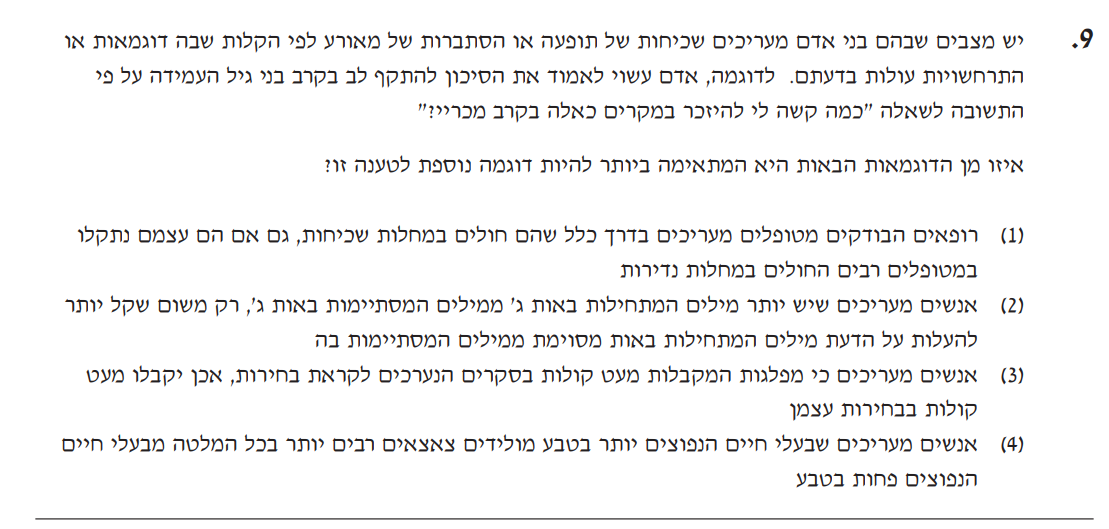 9. יש מצבים שבהם בני אדם מעריכים שכיחות של תופעה או הסתברות של מאורע לפי הקלות שבה דוגמאות או
התרחשויות עולות בדעתם. לדוגמה, אדם עשוי לאמוד את הסיכון להתקף לב בקרב בני גיל העמידה על פי
התשובה לשאלה "כמה קשה לי להיזכר במקרים כאלה בקרב מכריי?"
איזו מן הדוגמאות הבאות היא המתאימה ביותר להיות דוגמה נוספת לטענה זו?
(1) רופאים הבודקים מטופלים מעריכים בדרך כלל שהם חולים במחלות שכיחות, גם אם הם עצמם נתקלו
במטופלים רבים החולים במחלות נדירות
(2) אנשים מעריכים שיש יותר מילים המתחילות באות ג' ממילים המסתיימות באות ג', רק משום שקל יותר
להעלות על הדעת מילים המתחילות באות מסוימת ממילים המסתיימות בה
(3) אנשים מעריכים כי מפלגות המקבלות מעט קולות בסקרים הנערכים לקראת בחירות, אכן יקבלו מעט
קולות בבחירות עצמן
(4) אנשים מעריכים שבעלי חיים הנפוצים יותר בטבע מולידים צאצאים רבים יותר בכל המלטה מבעלי חיים
הנפוצים פחות בטבע